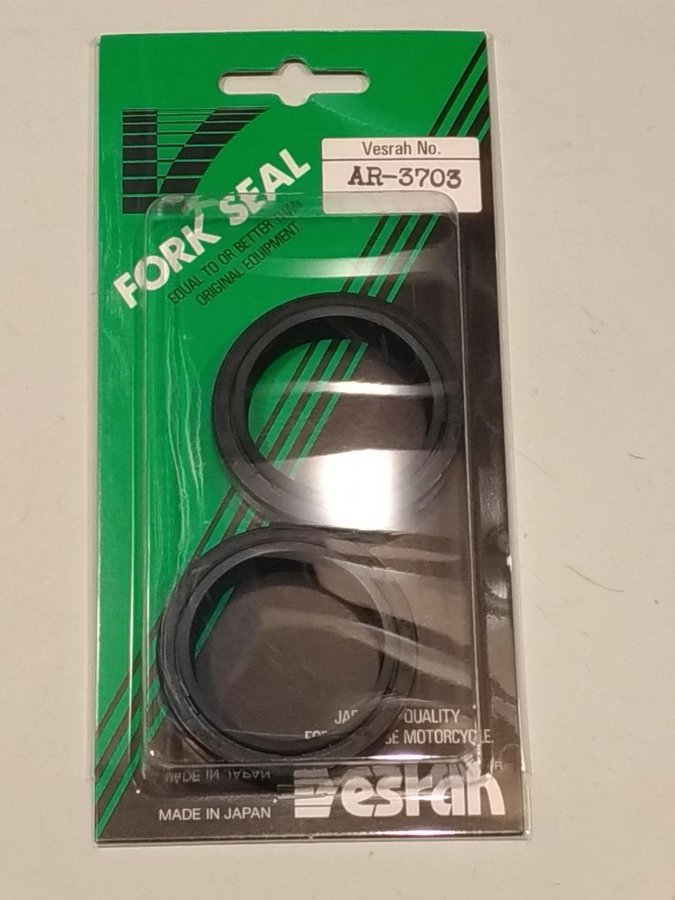 Vesrah No.
AR-3703
FORK SEAL
EQUAL TO OR BETTER THAN
ORIGINAL EQUIPMENT
QUALITY
MOTORCYCLE
MADE IN JAPAN
MADE IN JAPAN
Vesrah